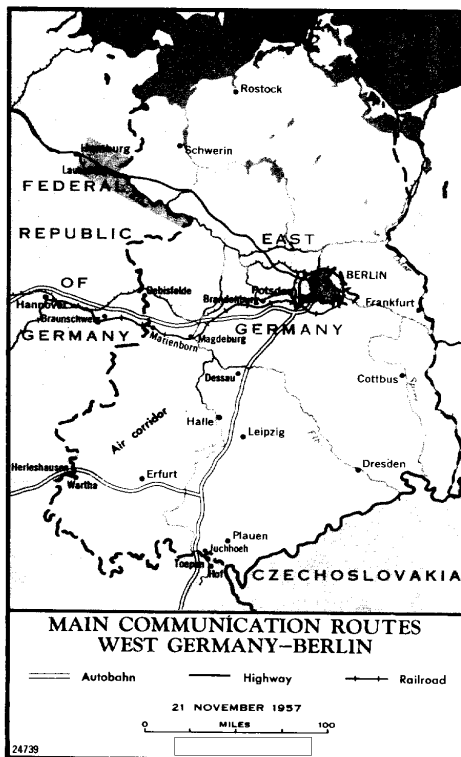 Rostock
Hamburg
Schwerin
FEDERAL
EAST
REPUBLIC
BERLIN
OF
Oebisfelde
Potsdam
Hannover
Brandenburg
Frankfurt
Braunschweig
GERMANY
GERMANY
Marienborn
Magdeburg
Dessau
Cottbus
Halle
Leipzig
Air corridor
Herleshausen
Erfurt
Dresden
Wartha
Plauen
Juchhoeh
Toepen
Hof
CZECHOSLOVAKIA
MAIN COMMUNICATION ROUTES
WEST GERMANY–BERLIN
Autobahn Highway Railroad
21 NOVEMBER 1957
0 MILES 100
24739